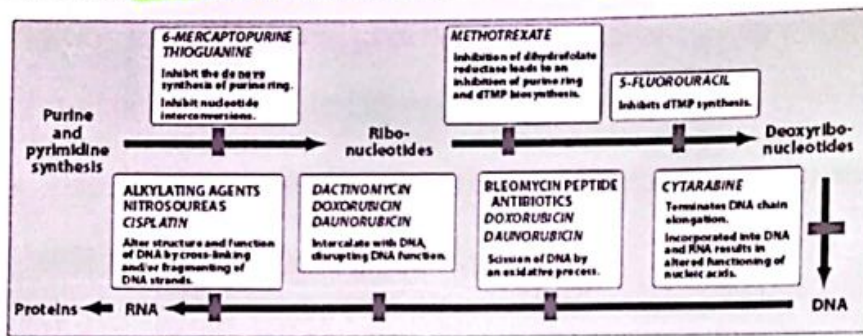 6-MERCAPTOPURINE
THIOGUANINE
Inhibit the de novo
synthesis of purine ring.
Inhibit nucleotide
interconversions.
METHOTREXATE
Inhibition of dihydrofolate
reductase leads to an
inhibition of purine ring
and dTMP biosynthesis.
5-FLUOROURACIL
Inhibits dTMP synthesis.
Purine and
pyrimidine
synthesis
Ribo-
nucleotides
Deoxyribo-
nucleotides
ALKYLATING AGENTS
NITROSOUREAS
CISPLATIN
Alter structure and function
of DNA by cross-linking
and/or fragmenting of
DNA strands.
DACTINOMYCIN
DOXORUBICIN
DAUNORUBICIN
Intercalate with DNA,
disrupting DNA function.
BLEOMYCIN PEPTIDE
ANTIBIOTICS
DOXORUBICIN
DAUNORUBICIN
Scission of DNA by
an oxidative process.
CYTARABINE
Terminates DNA chain
elongation.
Incorporated into DNA
and RNA results in
altered functioning of
nucleic acids.
Proteins
RNA
DNA